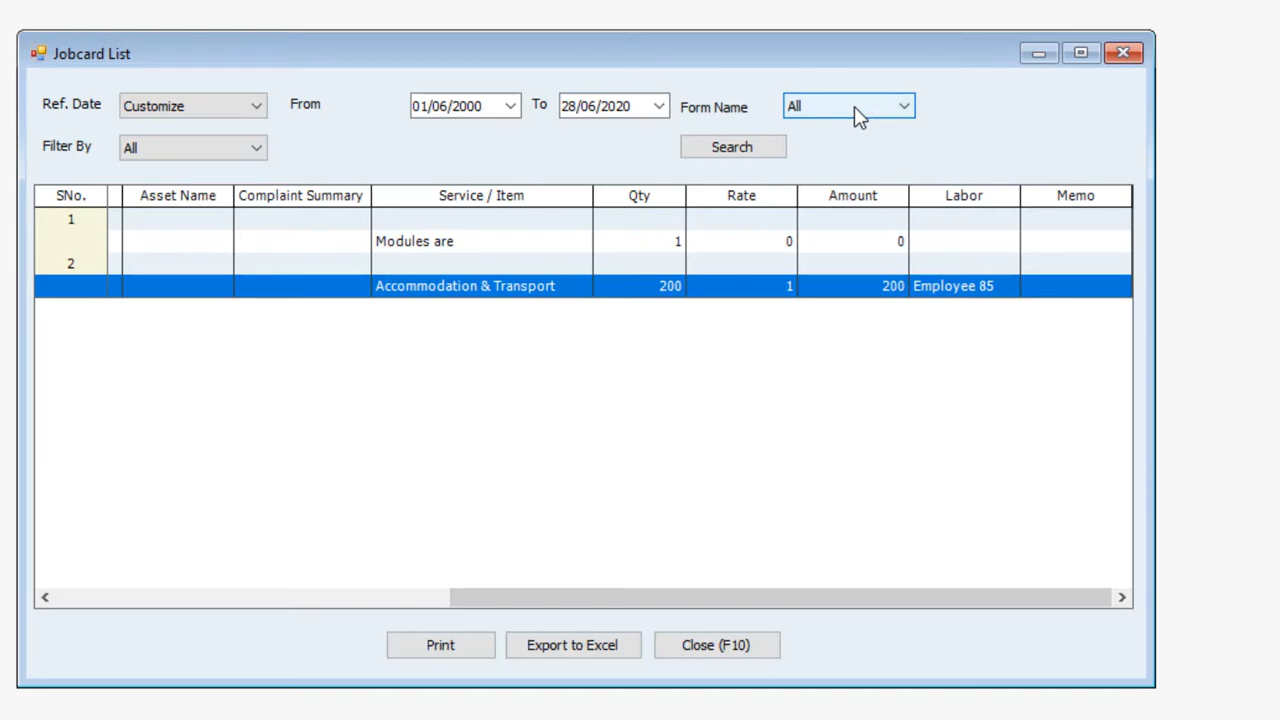 Jobcard List
Ref. Date Customize From 01/06/2000 To 28/06/2020 Form Name All
Filter By All Search
SNo. Asset Name Complaint Summary Service / Item Qty Rate Amount Labor Memo
1
Modules are 1 0 0
2
Accommodation & Transport 200 1 200 Employee 85
Print Export to Excel Close (F10)